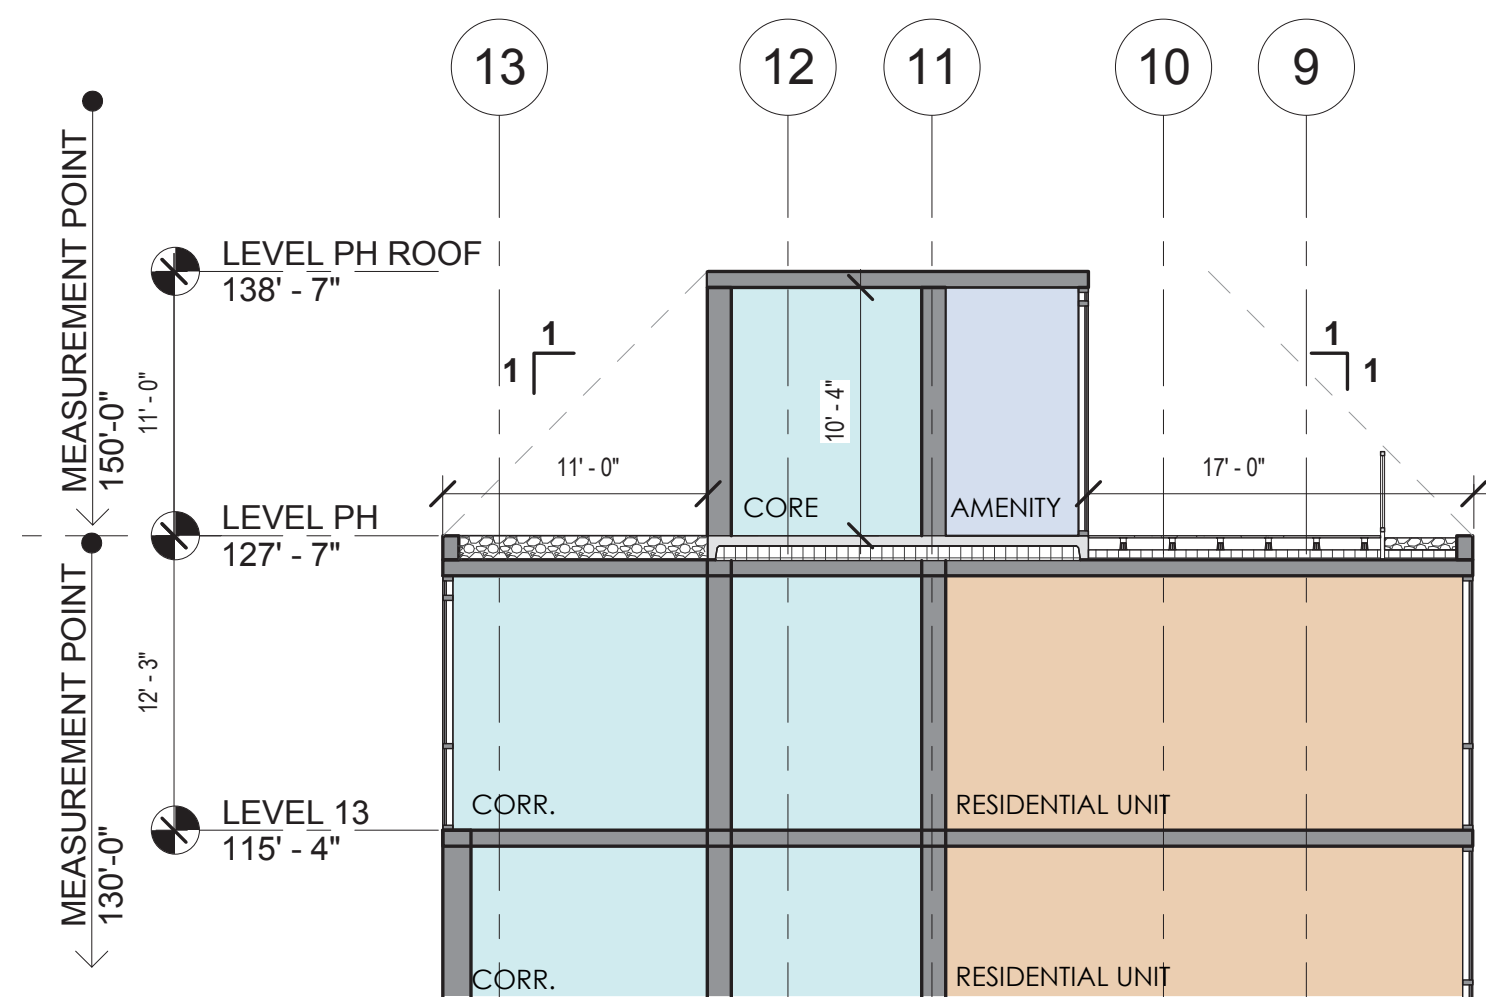 13
12
11
10
9
MEASUREMENT POINT
150'-0"
LEVEL PH ROOF
138' - 7"
11' - 0"
1
1
1
1
10' - 4"
11' - 0"
17' - 0"
CORE
AMENITY
LEVEL PH
127' - 7"
MEASUREMENT POINT
130'-0"
12' - 3"
CORR.
RESIDENTIAL UNIT
LEVEL 13
115' - 4"
CORR.
RESIDENTIAL UNIT